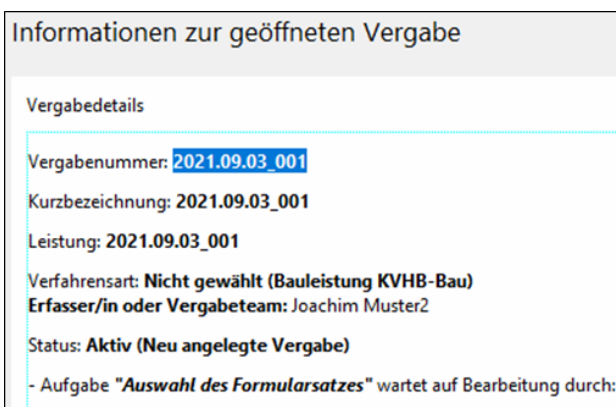 Informationen zur geöffneten Vergabe
Vergabedetails
Vergabenummer: 2021.09.03_001
Kurzbezeichnung: 2021.09.03_001
Leistung: 2021.09.03_001
Verfahrensart: Nicht gewählt (Bauleistung KVHB-Bau)
Erfasser/in oder Vergabeteam: Joachim Muster2
Status: Aktiv (Neu angelegte Vergabe)
- Aufgabe "Auswahl des Formularsatzes" wartet auf Bearbeitung durch: